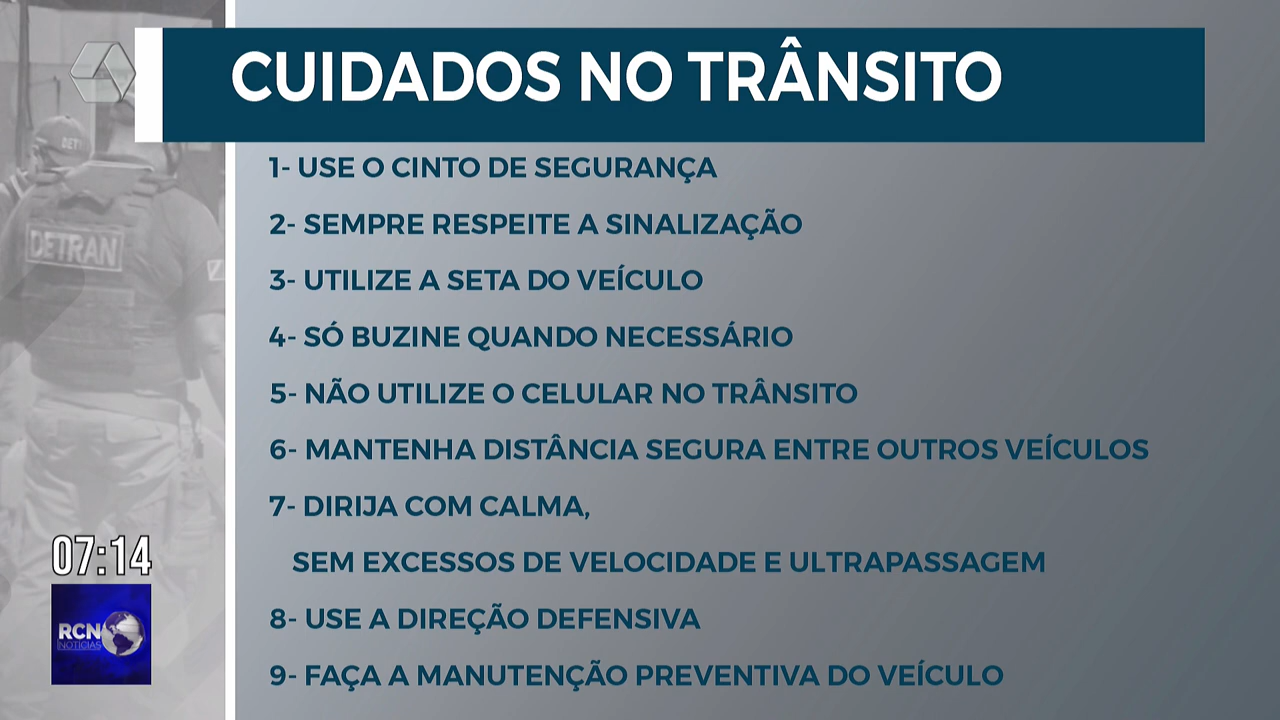 CUIDADOS NO TRÂNSITO
1- USE O CINTO DE SEGURANÇA
2- SEMPRE RESPEITE A SINALIZAÇÃO
3- UTILIZE A SETA DO VEÍCULO
4- SÓ BUZINE QUANDO NECESSÁRIO
5- NÃO UTILIZE O CELULAR NO TRÂNSITO
6- MANTENHA DISTÂNCIA SEGURA ENTRE OUTROS VEÍCULOS
7- DIRIJA COM CALMA,
SEM EXCESSOS DE VELOCIDADE E ULTRAPASSAGEM
8- USE A DIREÇÃO DEFENSIVA
9- FAÇA A MANUTENÇÃO PREVENTIVA DO VEÍCULO
DETRAN
07:14
RCN
NOTÍCIAS